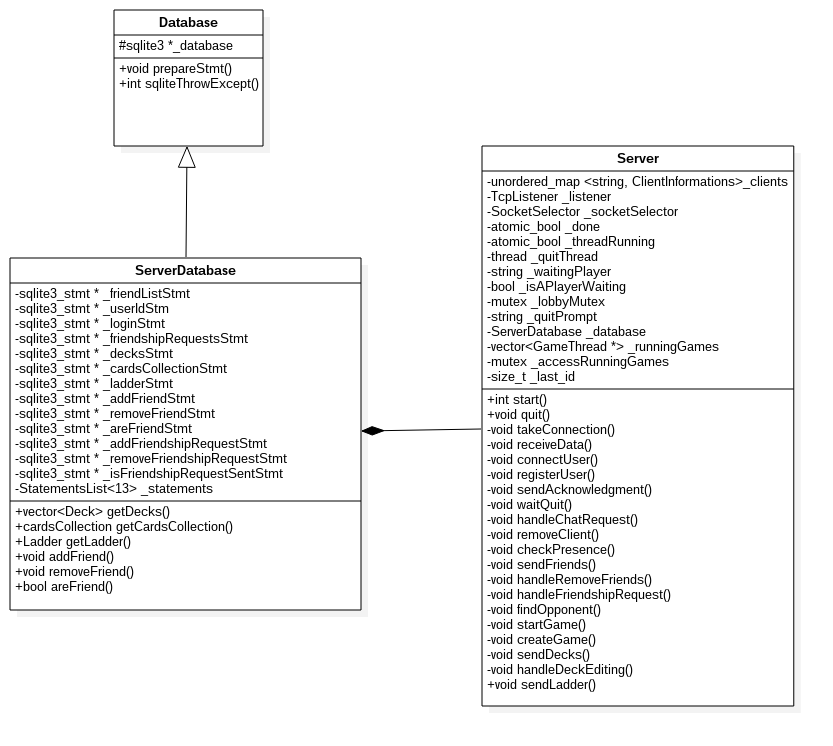 Database
#sqlite3 *_database
+void prepareStmt()
+int sqliteThrowExcept()
ServerDatabase
-sqlite3_stmt * _friendListStmt
-sqlite3_stmt * _userIdStm
-sqlite3_stmt * _loginStmt
-sqlite3_stmt * _friendshipRequestsStmt
-sqlite3_stmt * _decksStmt
-sqlite3_stmt * _cardsCollectionStmt
-sqlite3_stmt * _ladderStmt
-sqlite3_stmt * _addFriendStmt
-sqlite3_stmt * _removeFriendStmt
-sqlite3_stmt * _areFriendStmt
-sqlite3_stmt * _addFriendshipRequestStmt
-sqlite3_stmt * _removeFriendshipRequestStmt
-sqlite3_stmt * _isFriendshipRequestSentStmt
-StatementsList<13> _statements
+vector<Deck> getDecks()
+cardsCollection getCardsCollection()
+Ladder getLadder()
+void addFriend()
+void removeFriend()
+bool areFriend()
Server
-unordered_map <string, ClientInformations>_clients
-TcpListener _listener
-SocketSelector _socketSelector
-atomic_bool _done
-atomic_bool _threadRunning
-thread _quitThread
-string _waitingPlayer
-bool _isAPlayerWaiting
-mutex _lobbyMutex
-string _quitPrompt
-ServerDatabase _database
-vector<GameThread *> _runningGames
-mutex _accessRunningGames
-size_t _last_id
+int start()
+void quit()
-void takeConnection()
-void receiveData()
-void connectUser()
-void registerUser()
-void sendAcknowledgment()
-void waitQuit()
-void handleChatRequest()
-void removeClient()
-void checkPresence()
-void sendFriends()
-void handleRemoveFriends()
-void handleFriendshipRequest()
-void findOpponent()
-void startGame()
-void createGame()
-void sendDecks()
-void handleDeckEditing()
+void sendLadder()